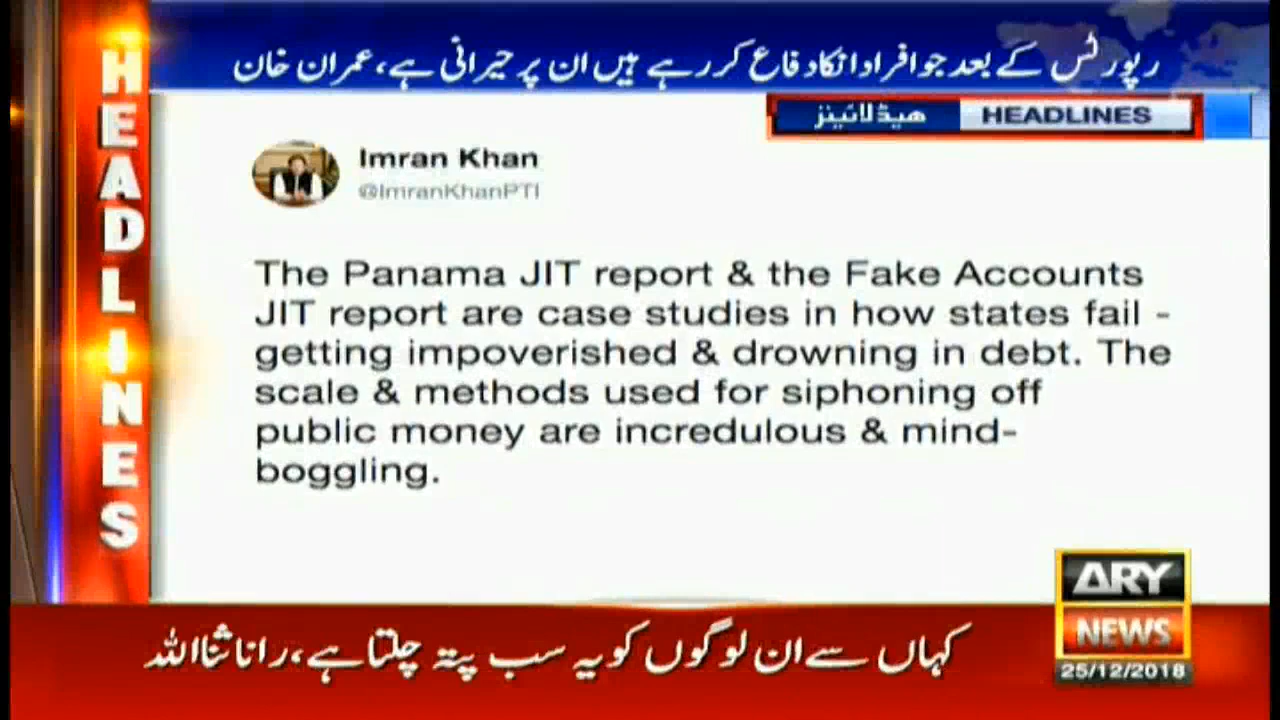 رپورٹس کے بعد جو افراد انکا دفاع کر رہے ہیں ان پر حیرانی ہے، عمران خان
ھیڈلائینز HEADLINES
HEADLINES
Imran Khan
@ImranKhanPTI
The Panama JIT report & the Fake Accounts
JIT report are case studies in how states fail -
getting impoverished & drowning in debt. The
scale & methods used for siphoning off
public money are incredulous & mind-
boggling.
ARY
NEWS
25/12/2018
کہاں سے ان لوگوں کو یہ سب پتہ چلتا ہے، رانا ثنااللہ